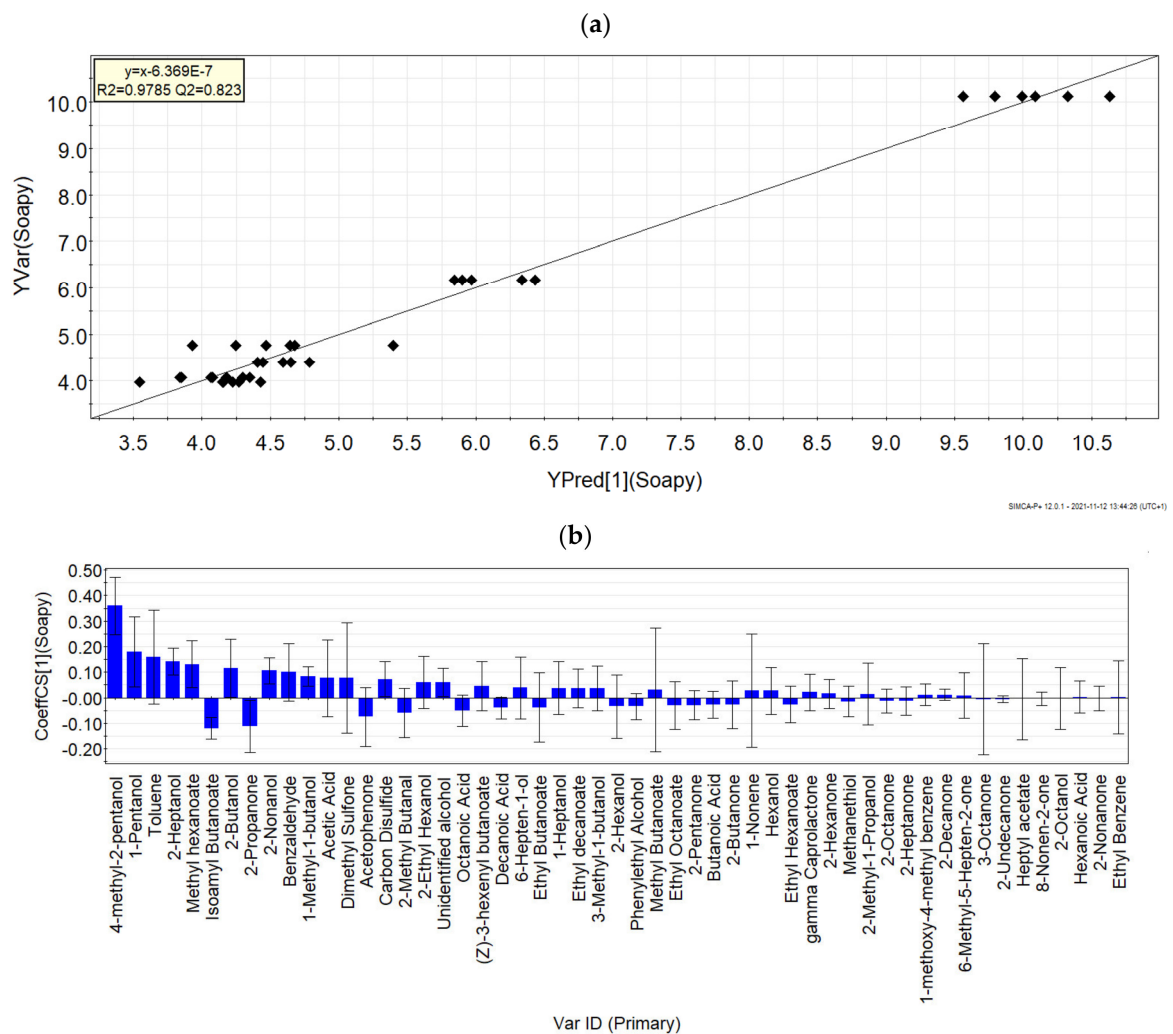 (a)
y=x-6.369E-7
R2=0.9785 Q2=0.823
10.0
9.0
8.0
7.0
6.0
5.0
4.0
YVar(Soapy)
3.5 4.0 4.5 5.0 5.5 6.0 6.5 7.0 7.5 8.0 8.5 9.0 9.5 10.0 10.5
YPred[1](Soapy)
SIMCA-P+ 12.0.1 - 2021-11-12 13:44:26 (UTC+1)
(b)
0.50
0.40
0.30
0.20
0.10
-0.00
-0.10
-0.20
CoeffCS[1](Soapy)
4-methyl-2-pentanol
1-Pentanol
Toluene
2-Heptanol
Methyl hexanoate
Isoamyl Butanoate
2-Butanol
2-Propanone
2-Nonanol
Benzaldehyde
1-Methyl-1-butanol
Acetic Acid
Dimethyl Sulfone
Acetophenone
Carbon Disulfide
2-Methyl Butanal
2-Ethyl Hexanol
Unidentified alcohol
Octanoic Acid
(Z)-3-hexenyl butanoate
Decanoic Acid
6-Hepten-1-ol
Ethyl Butanoate
1-Heptanol
Ethyl decanoate
3-Methyl-1-butanol
2-Hexanol
Phenylethyl Alcohol
Methyl Butanoate
Ethyl Octanoate
2-Pentanone
Butanoic Acid
2-Butanone
1-Nonene
Hexanol
Ethyl Hexanoate
gamma Caprolactone
2-Hexanone
Methanethiol
2-Methyl-1-Propanol
2-Octanone
2-Heptanone
1-methoxy-4-methyl benzene
2-Decanone
6-Methyl-5-Hepten-2-one
3-Octanone
2-Undecanone
Heptyl acetate
8-Nonen-2-one
2-Octanol
Hexanoic Acid
2-Nonanone
Ethyl Benzene
Var ID (Primary)